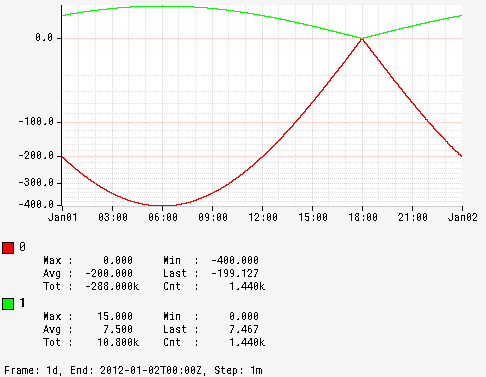 0.0
-100.0
-200.0
-300.0
-400.0
Jan01 03:00 06:00 09:00 12:00 15:00 18:00 21:00 Jan02
0
Max : 0.000 Min : -400.000
Avg : -200.000 Last : -199.127
Tot : -288.000k Cnt : 1.440k
1
Max : 15.000 Min : 0.000
Avg : 7.500 Last : 7.467
Tot : 10.800k Cnt : 1.440k
Frame: 1d, End: 2012-01-02T00:00Z, Step: 1m